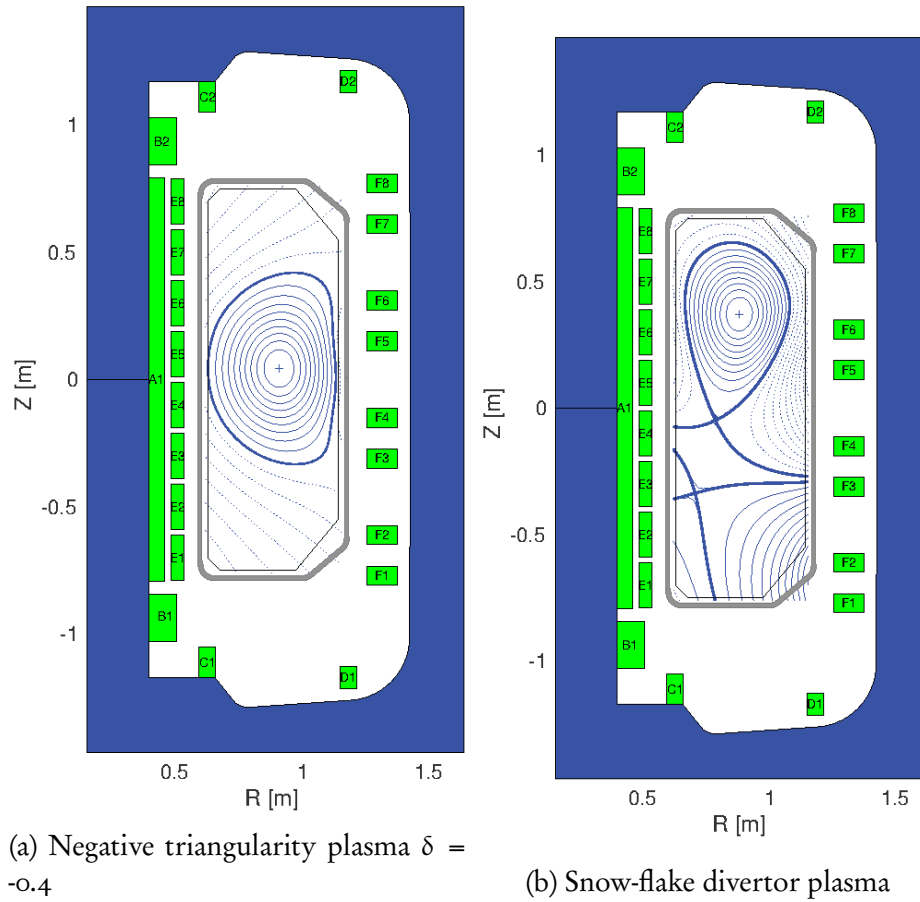 C2
D2
B2
1
F8
E8
F7
0.5
E7
E6
F6
E5
F5
Z [m]
0
A1
E4
F4
E3
F3
-0.5
E2
F2
E1
F1
B1
-1
C1
D1
0.5 1 1.5
R [m]
(a) Negative triangularity plasma δ =
-0.4
C2
D2
B2
1
F8
E8
F7
0.5
E7
E6
F6
E5
F5
Z [m]
0
A1
E4
F4
E3
F3
-0.5
E2
F2
E1
F1
B1
-1
C1
D1
0.5 1 1.5
R [m]
(b) Snow-flake divertor plasma